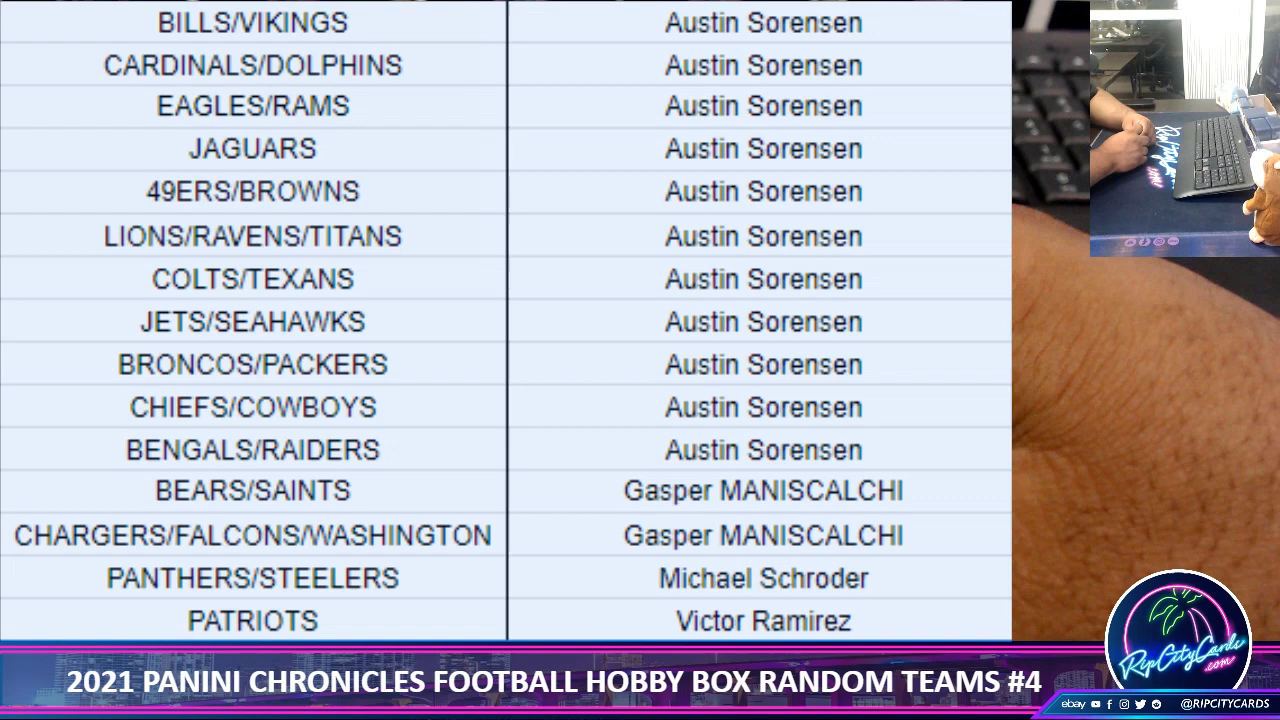 BILLS/VIKINGS Austin Sorensen
CARDINALS/DOLPHINS Austin Sorensen
EAGLES/RAMS Austin Sorensen
JAGUARS Austin Sorensen
49ERS/BROWNS Austin Sorensen
LIONS/RAVENS/TITANS Austin Sorensen
COLTS/TEXANS Austin Sorensen
JETS/SEAHAWKS Austin Sorensen
BRONCOS/PACKERS Austin Sorensen
CHIEFS/COWBOYS Austin Sorensen
BENGALS/RAIDERS Austin Sorensen
BEARS/SAINTS Gasper MANISCALCHI
CHARGERS/FALCONS/WASHINGTON Gasper MANISCALCHI
PANTHERS/STEELERS Michael Schroder
PATRIOTS Victor Ramirez
RipCityCards
.com
2021 PANINI CHRONICLES FOOTBALL HOBBY BOX RANDOM TEAMS #4
ebay @RIPCITYCARDS